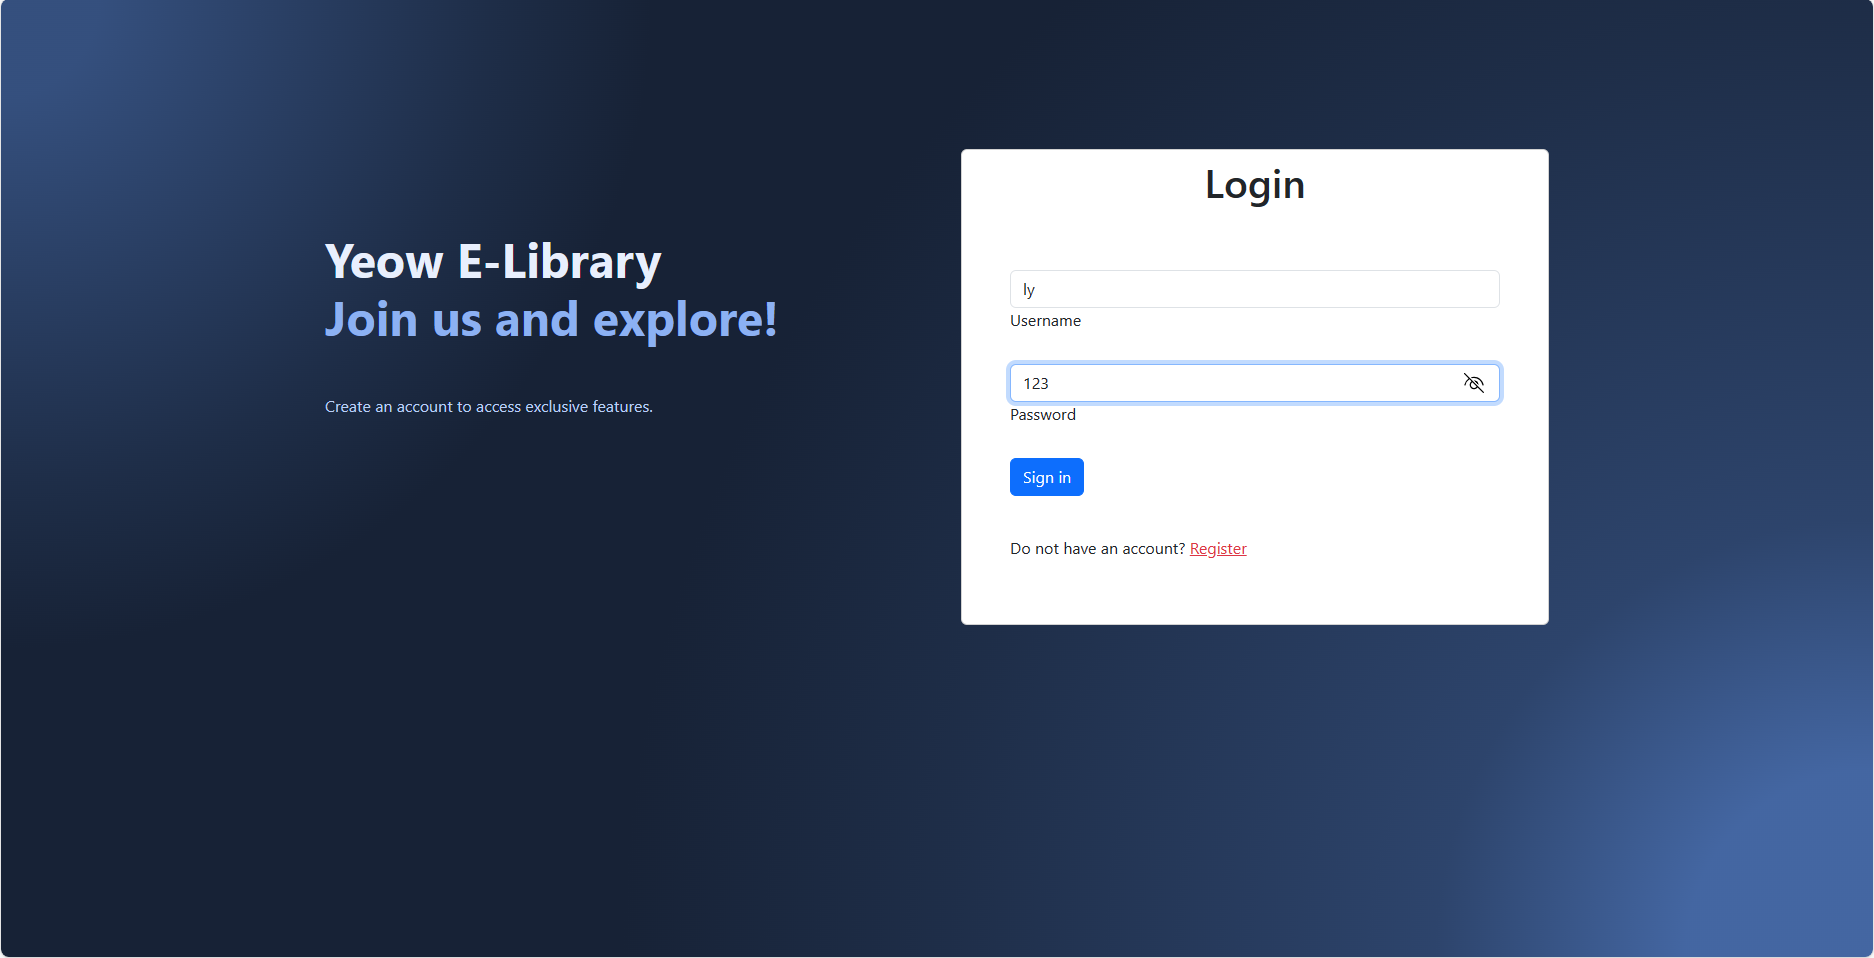 Yeow E-Library
Join us and explore!
Create an account to access exclusive features.
Login
ly
Username
123
Password
Sign in
Do not have an account? Register